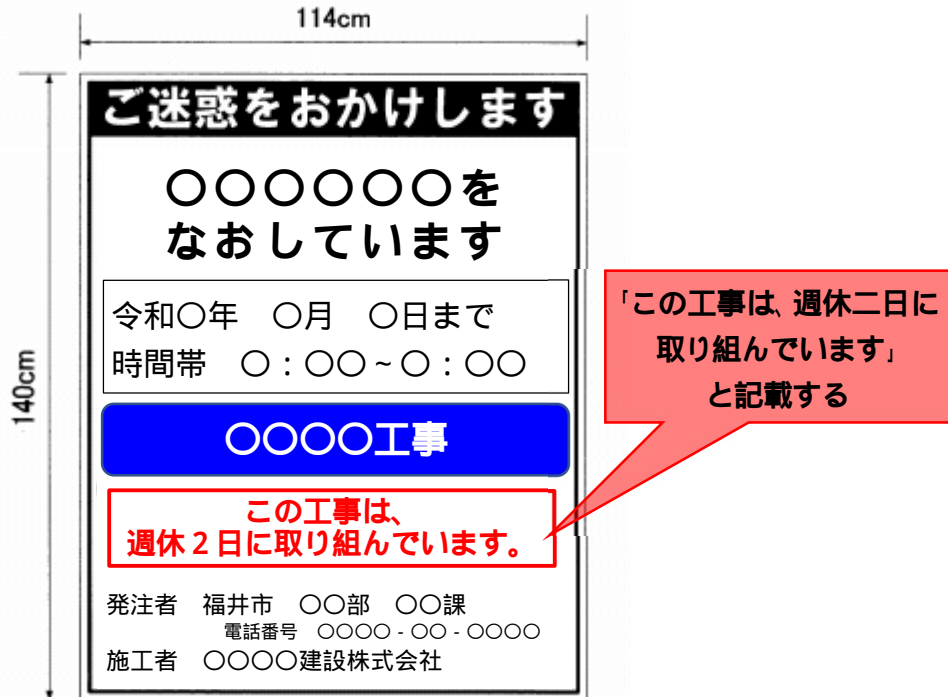 114cm
140cm
ご迷惑をおかけします
〇〇〇〇〇〇を
なおしています
令和〇年　〇月　〇日まで
時間帯　〇：〇〇～〇：〇〇
〇〇〇〇工事
この工事は、
週休２日に取り組んでいます。
発注者　福井市　〇〇部　〇〇課
電話番号　〇〇〇〇－〇〇－〇〇〇〇
施工者　〇〇〇〇建設株式会社
「この工事は、週休二日に
取り組んでいます」
と記載する